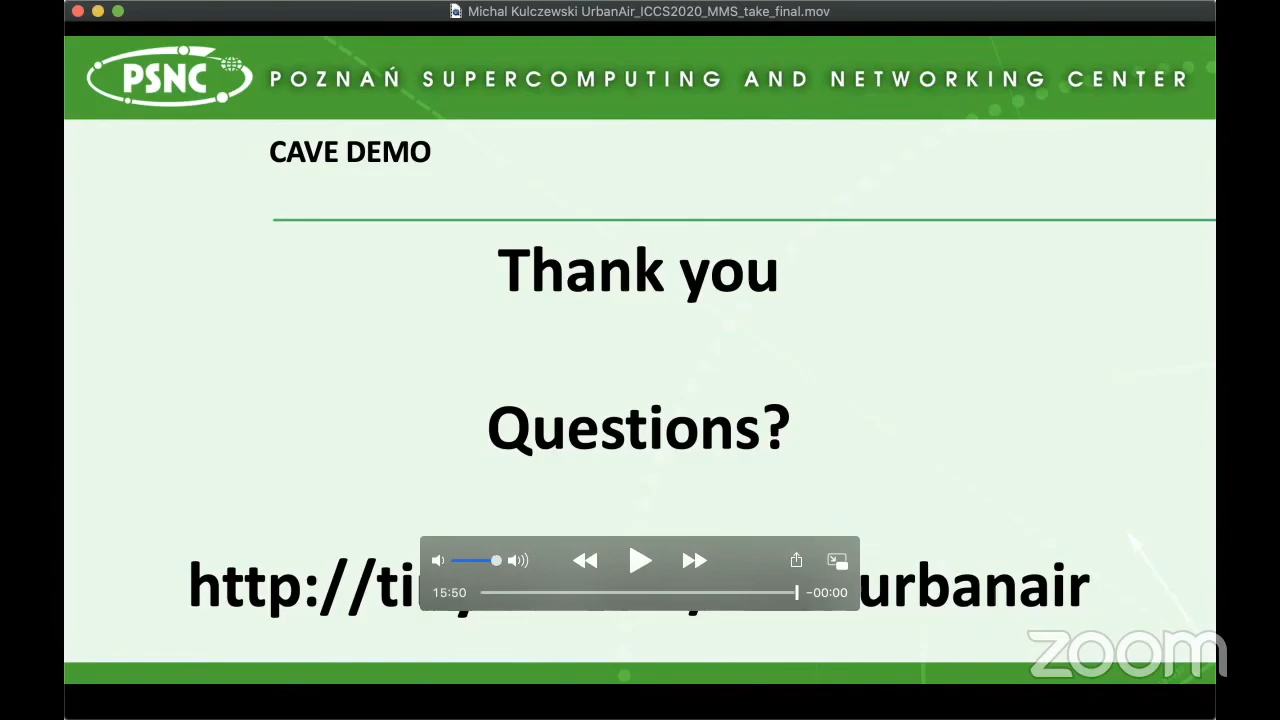 Michal Kulczewski UrbanAir_ICCS2020_MMS_take_final.mov
PSNC POZNAŃ SUPERCOMPUTING AND NETWORKING CENTER
CAVE DEMO
Thank you
Questions?
15:50 -00:00
http://ti urbanair
zoom